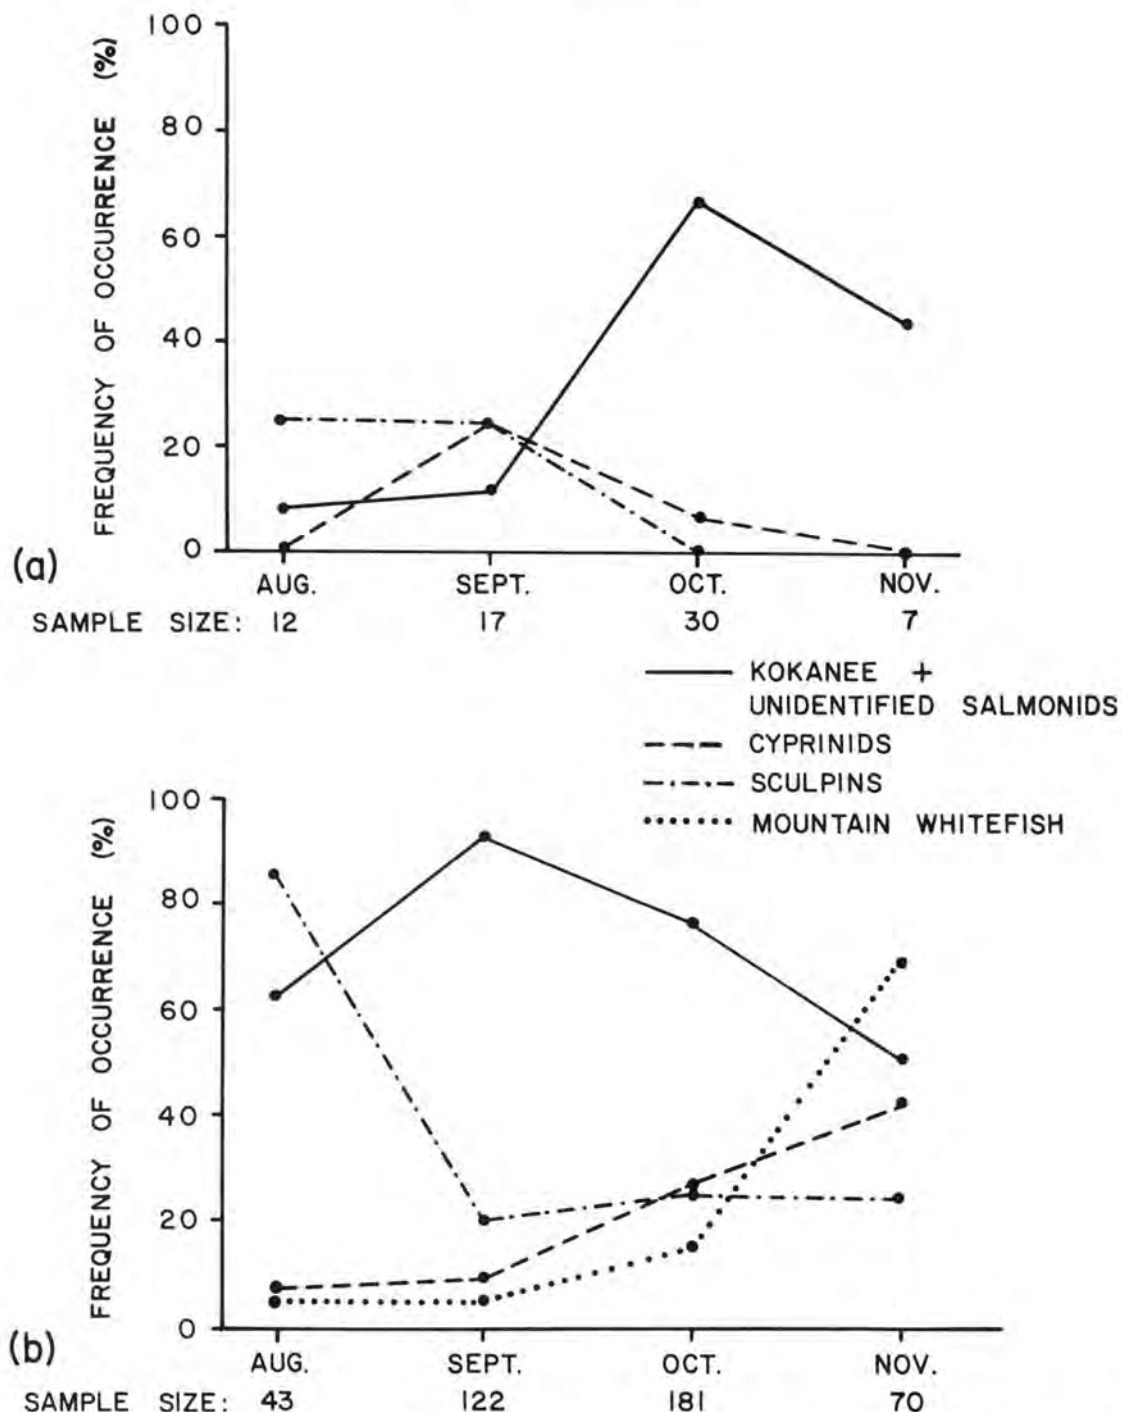 100
80
60
40
20
0
FREQUENCY OF OCCURRENCE (%)
(a)
AUG. SEPT. OCT. NOV.
SAMPLE SIZE: 12 17 30 7
KOKANEE +
UNIDENTIFIED SALMONIDS
CYPRINIDS
SCULPINS
MOUNTAIN WHITEFISH
100
80
60
40
20
0
FREQUENCY OF OCCURRENCE (%)
(b)
AUG. SEPT. OCT. NOV.
SAMPLE SIZE: 43 122 181 70